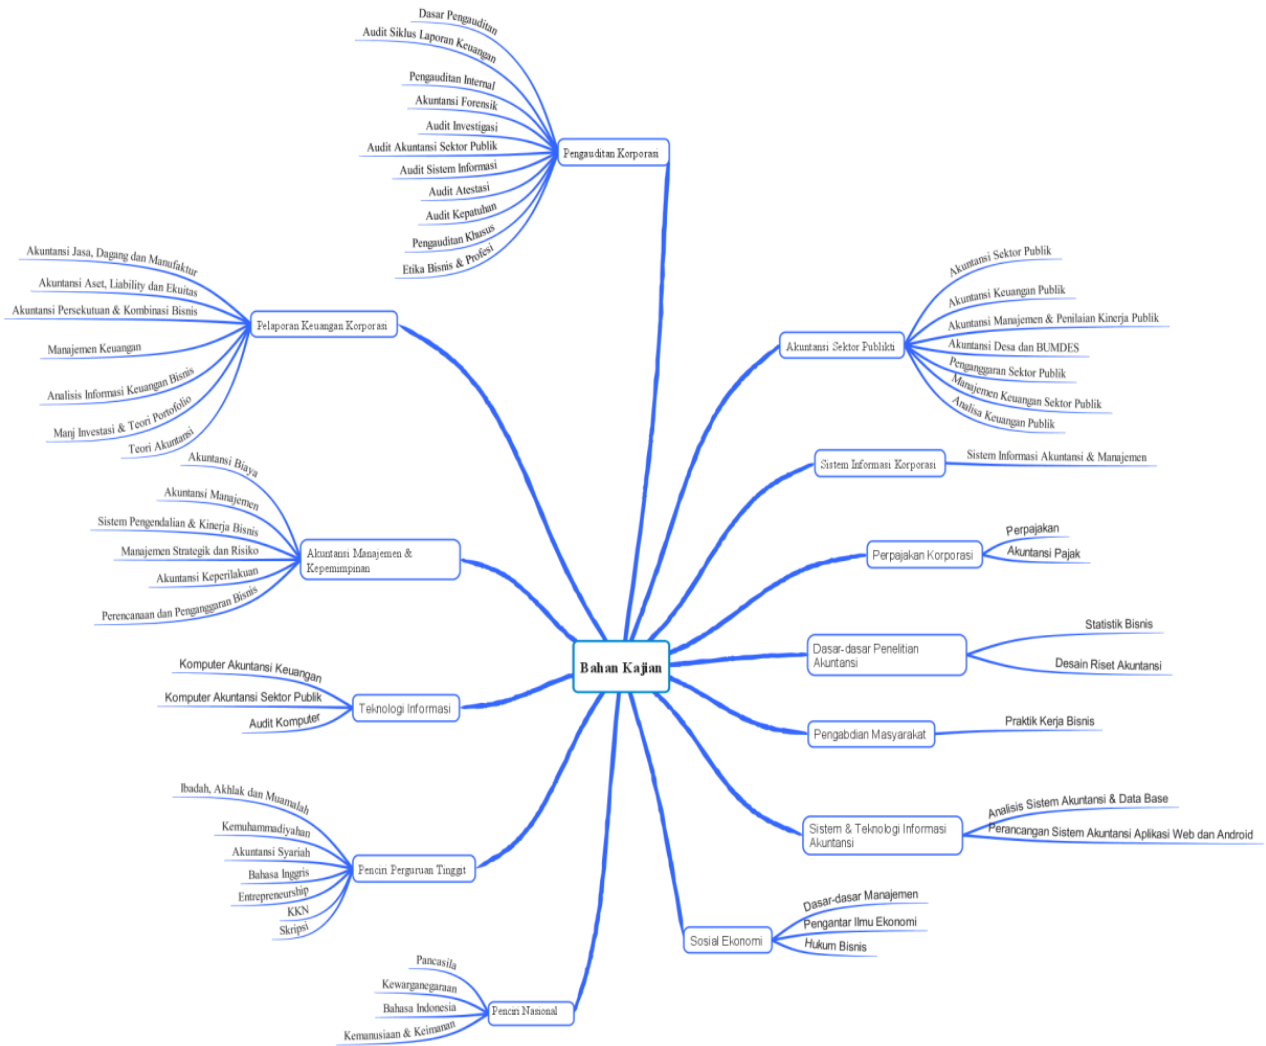 Dasar Pengauditan
Audit Siklus Laporan Keuangan
Pengauditan Internal
Akuntansi Forensik
Audit Investigasi
Audit Akuntansi Sektor Publik
Audit Sistem Informasi
Audit Atestasi
Audit Kepatuhan
Pengauditan Khusus
Etika Bisnis & Profesi
Pengauditan Korporasi
Akuntansi Jasa, Dagang dan Manufaktur
Akuntansi Aset, Liability dan Ekuitas
Akuntansi Persekutuan & Kombinasi Bisnis
Manajemen Keuangan
Analisis Informasi Keuangan Bisnis
Manj Investasi & Teori Portofolio
Teori Akuntansi
Pelaporan Keuangan Korporasi
Akuntansi Biaya
Akuntansi Manajemen
Sistem Pengendalian & Kinerja Bisnis
Manajemen Strategik dan Risiko
Akuntansi Keperilakuan
Perencanaan dan Penganggaran Bisnis
Akuntansi Manajemen &
Kepemimpinan
Komputer Akuntansi Keuangan
Komputer Akuntansi Sektor Publik
Audit Komputer
Teknologi Informasi
Ibadah, Akhlak dan Muamalah
Kemuhammadiyahan
Akuntansi Syariah
Bahasa Inggris
Entrepreneurship
KKN
Skripsi
Penciri Perguruan Tinggit
Pancasila
Kewarganegaraan
Bahasa Indonesia
Kemanusiaan & Keimanan
Penciri Nasional
Bahan Kajian
Akuntansi Sektor Publikti
Akuntansi Sektor Publik
Akuntansi Keuangan Publik
Akuntansi Manajemen & Penilaian Kinerja Publik
Akuntansi Desa dan BUMDES
Penganggaran Sektor Publik
Manajemen Keuangan Sektor Publik
Analisa Keuangan Publik
Sistem Informasi Korporasi
Sistem Informasi Akuntansi & Manajemen
Perpajakan Korporasi
Perpajakan
Akuntansi Pajak
Dasar-dasar Penelitian
Akuntansi
Statistik Bisnis
Desain Riset Akuntansi
Pengabdian Masyarakat
Praktik Kerja Bisnis
Sistem & Teknologi Informasi
Akuntansi
Analisis Sistem Akuntansi & Data Base
Perancangan Sistem Akuntansi Aplikasi Web dan Android
Sosial Ekonomi
Dasar-dasar Manajemen
Pengantar Ilmu Ekonomi
Hukum Bisnis